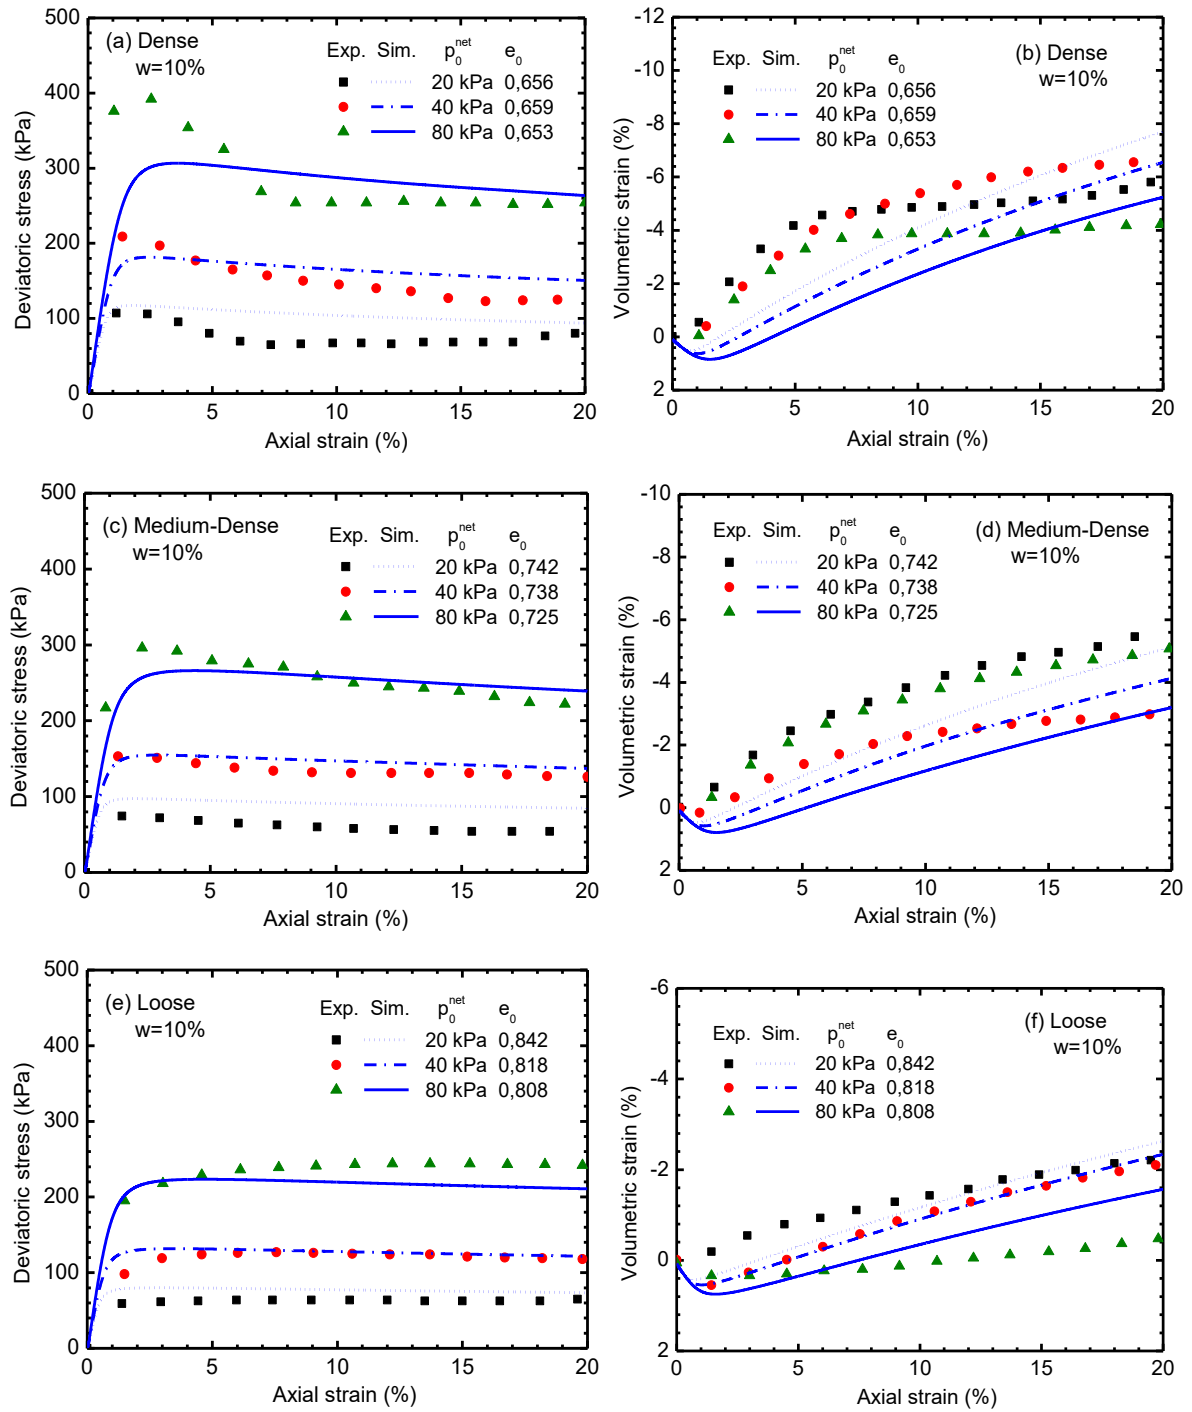 (a) Dense
w=10%
Exp. Sim. p₀ⁿᵉᵗ e₀
20 kPa 0,656
40 kPa 0,659
80 kPa 0,653
500
400
300
200
100
0
0 5 10 15 20
Deviatoric stress (kPa)
Axial strain (%)
(b) Dense
w=10%
Exp. Sim. p₀ⁿᵉᵗ e₀
20 kPa 0,656
40 kPa 0,659
80 kPa 0,653
-12
-10
-8
-6
-4
-2
0
2
0 5 10 15 20
Volumetric strain (%)
Axial strain (%)
(c) Medium-Dense
w=10%
Exp. Sim. p₀ⁿᵉᵗ e₀
20 kPa 0,742
40 kPa 0,738
80 kPa 0,725
500
400
300
200
100
0
0 5 10 15 20
Deviatoric stress (kPa)
Axial strain (%)
(d) Medium-Dense
w=10%
Exp. Sim. p₀ⁿᵉᵗ e₀
20 kPa 0,742
40 kPa 0,738
80 kPa 0,725
-10
-8
-6
-4
-2
0
2
0 5 10 15 20
Volumetric strain (%)
Axial strain (%)
(e) Loose
w=10%
Exp. Sim. p₀ⁿᵉᵗ e₀
20 kPa 0,842
40 kPa 0,818
80 kPa 0,808
500
400
300
200
100
0
0 5 10 15 20
Deviatoric stress (kPa)
Axial strain (%)
(f) Loose
w=10%
Exp. Sim. p₀ⁿᵉᵗ e₀
20 kPa 0,842
40 kPa 0,818
80 kPa 0,808
-6
-4
-2
0
2
0 5 10 15 20
Volumetric strain (%)
Axial strain (%)